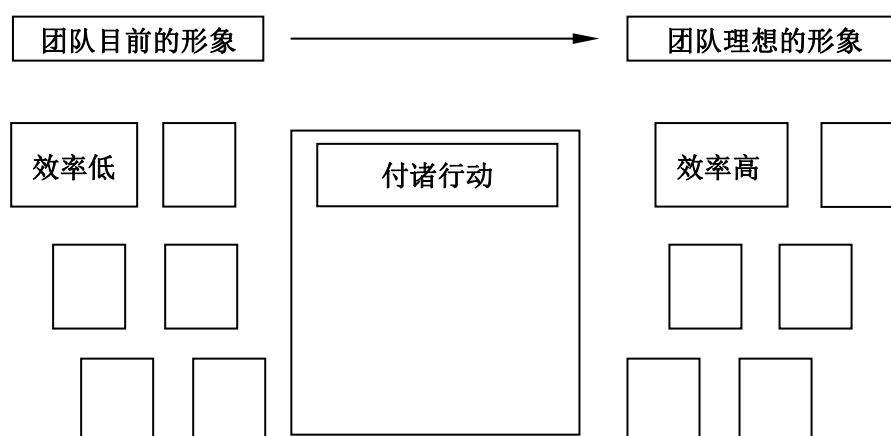 团队目前的形象
团队理想的形象
效率低
付诸行动
效率高